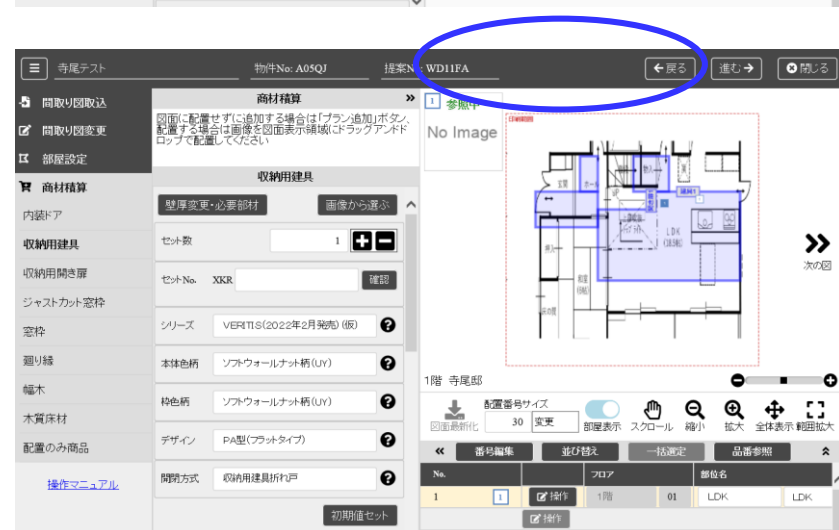 寺尾テスト 物件No: A05QJ 提案No: WD11FA 戻る 進む 閉じる
間取り図取込
間取り図変更
部屋設定
商材積算
内装ドア
収納用建具
収納用開き扉
ジャストカット窓枠
窓枠
廻り縁
幅木
木質床材
配置のみ商品
操作マニュアル
商材積算
図面に配置せずに追加する場合は「プラン追加」ボタン、
配置する場合は画像を図面表示領域にドラッグアンドド
ロップで配置してください
収納用建具
壁厚変更・必要部材 画像から選ぶ
セット数 1
セットNo. XKR 確認
シリーズ VERITIS(2022年2月発売)(仮)
本体色柄 ソフトウォールナット柄(UY)
枠色柄 ソフトウォールナット柄(UY)
デザイン PA型(フラットタイプ)
開閉方式 収納用建具折れ戸
初期値セット
1 参照中
No Image
玄関
ホール
物入
LDK
和室
押入
次の図
1階 寺尾邸
図面最新化
配置番号サイズ
30 変更
部屋表示 スクロール 縮小 拡大 全体表示 範囲拡大
番号編集 並び替え 一括選定 品番参照
No. フロア 部位名
1 1 操作 1階 01 LDK LDK
操作